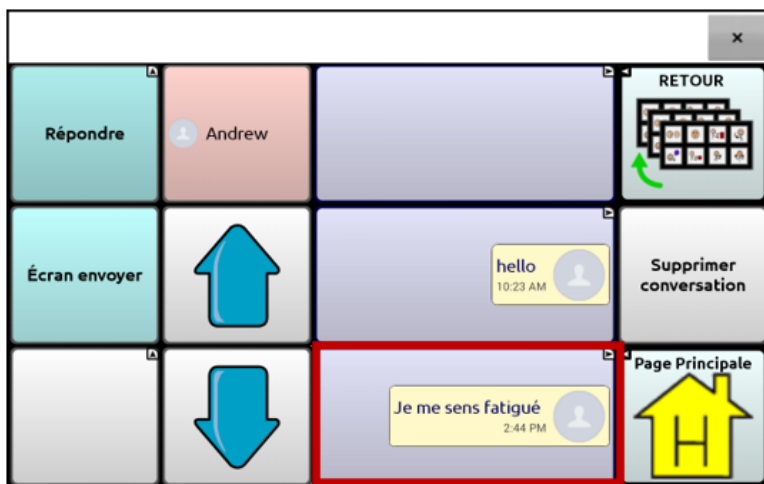 ×
RETOUR
Répondre
Andrew
Écran envoyer
hello
10:23 AM
Supprimer
conversation
Page Principale
Je me sens fatigué
2:44 PM
H